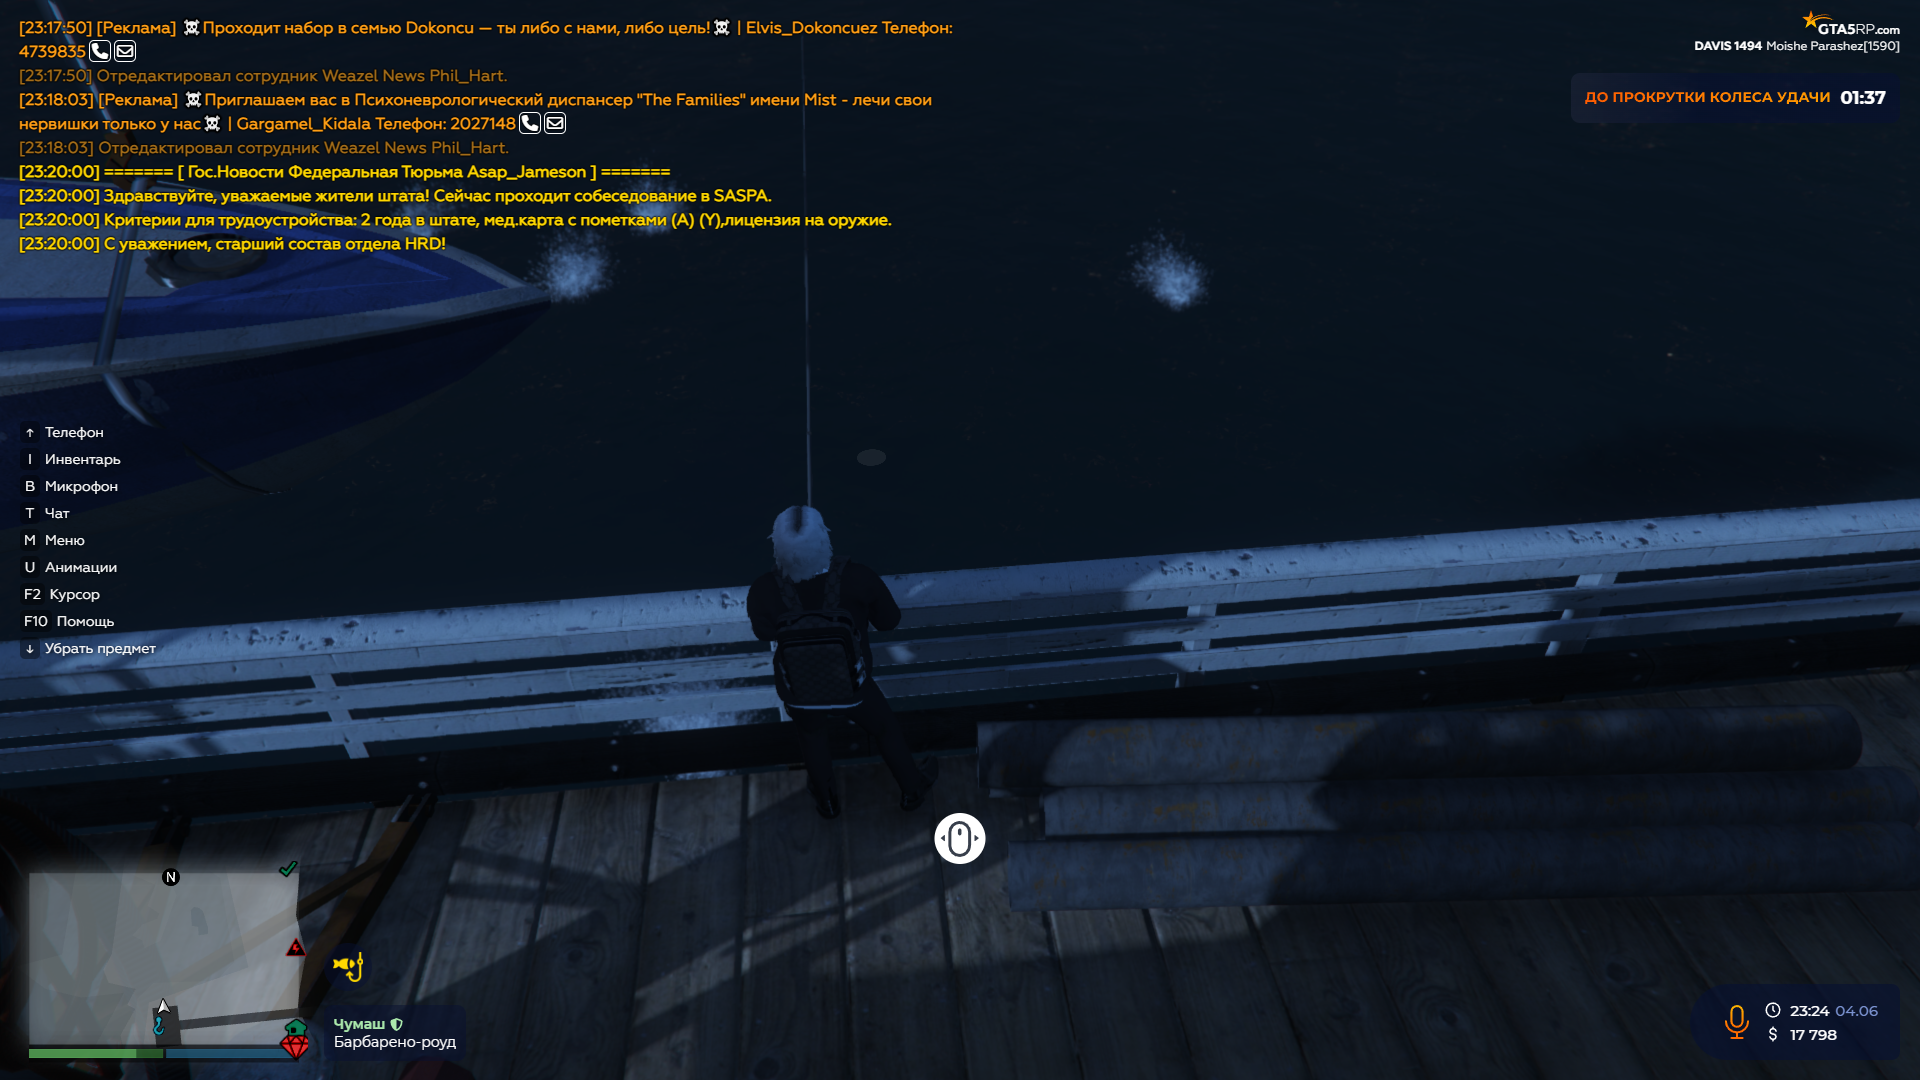 [23:17:50] [Реклама] ☠Проходит набор в семью Dokoncu — ты либо с нами, либо цель!☠ | Elvis_Dokoncuez Телефон:
4739835
[23:17:50] Отредактировал сотрудник Weazel News Phil_Hart.
[23:18:03] [Реклама] ☠Приглашаем вас в Психоневрологический диспансер "The Families" имени Mist - лечи свои
нервишки только у нас☠ | Gargamel_Kidala Телефон: 2027148
[23:18:03] Отредактировал сотрудник Weazel News Phil_Hart.
[23:20:00] ======= [ Гос.Новости Федеральная Тюрьма Asap_Jameson ] =======
[23:20:00] Здравствуйте, уважаемые жители штата! Сейчас проходит собеседование в SASPA.
[23:20:00] Критерии для трудоустройства: 2 года в штате, мед.карта с пометками (А) (Y),лицензия на оружие.
[23:20:00] С уважением, старший состав отдела HRD!
GTA5RP.com
DAVIS 1494 Moishe Parashez[1590]
ДО ПРОКРУТКИ КОЛЕСА УДАЧИ 01:37
↑ Телефон
I Инвентарь
B Микрофон
T Чат
M Меню
U Анимации
F2 Курсор
F10 Помощь
↓ Убрать предмет
N
Чумаш
Барбарено-роуд
23:24 04.06
$ 17 798